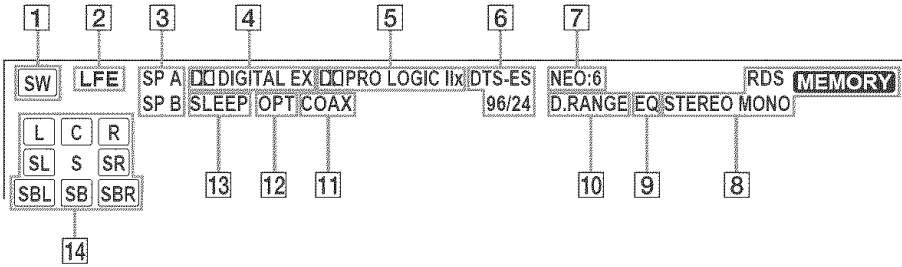 1 2 3 4 5 6 7
SW LFE SP A DIGITAL EX PRO LOGIC IIx DTS-ES NEO:6 RDS MEMORY
SP B SLEEP OPT COAX 96/24 D.RANGE EQ STEREO MONO
L C R
SL S SR
SBL SB SBR
13 12 11 10 9 8
14